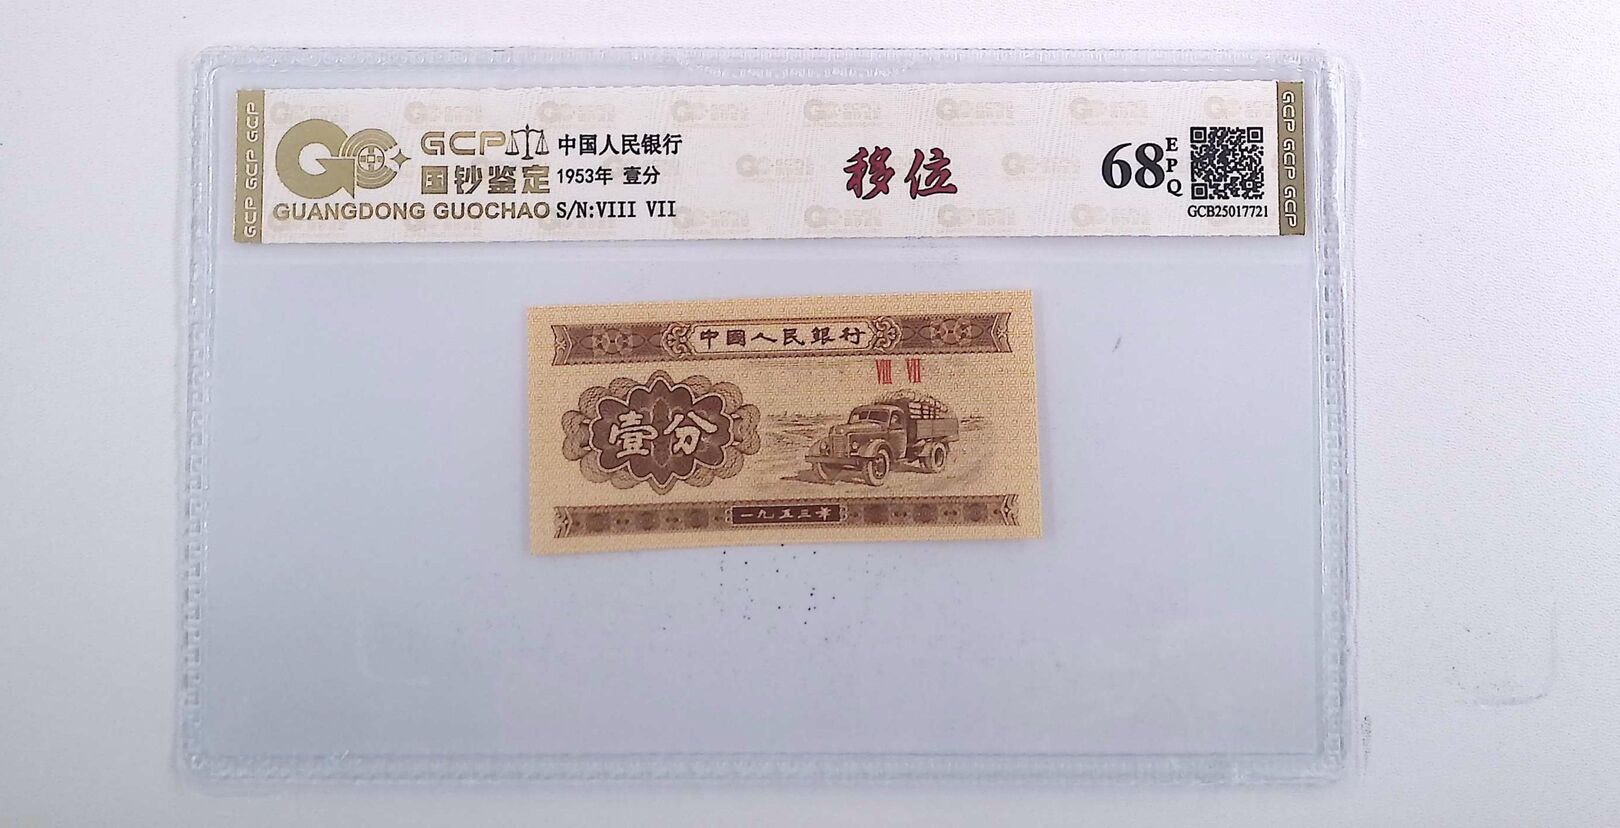 GCP 中国人民银行
国钞鉴定 1953年 壹分
GUANGDONG GUOCHAO S/N:VIII VII
移位
68 EPQ
GCB25017721
GCP GCP GCP
GCP GCP GCP
中國人民銀行
VIII VII
壹分
一九五三年